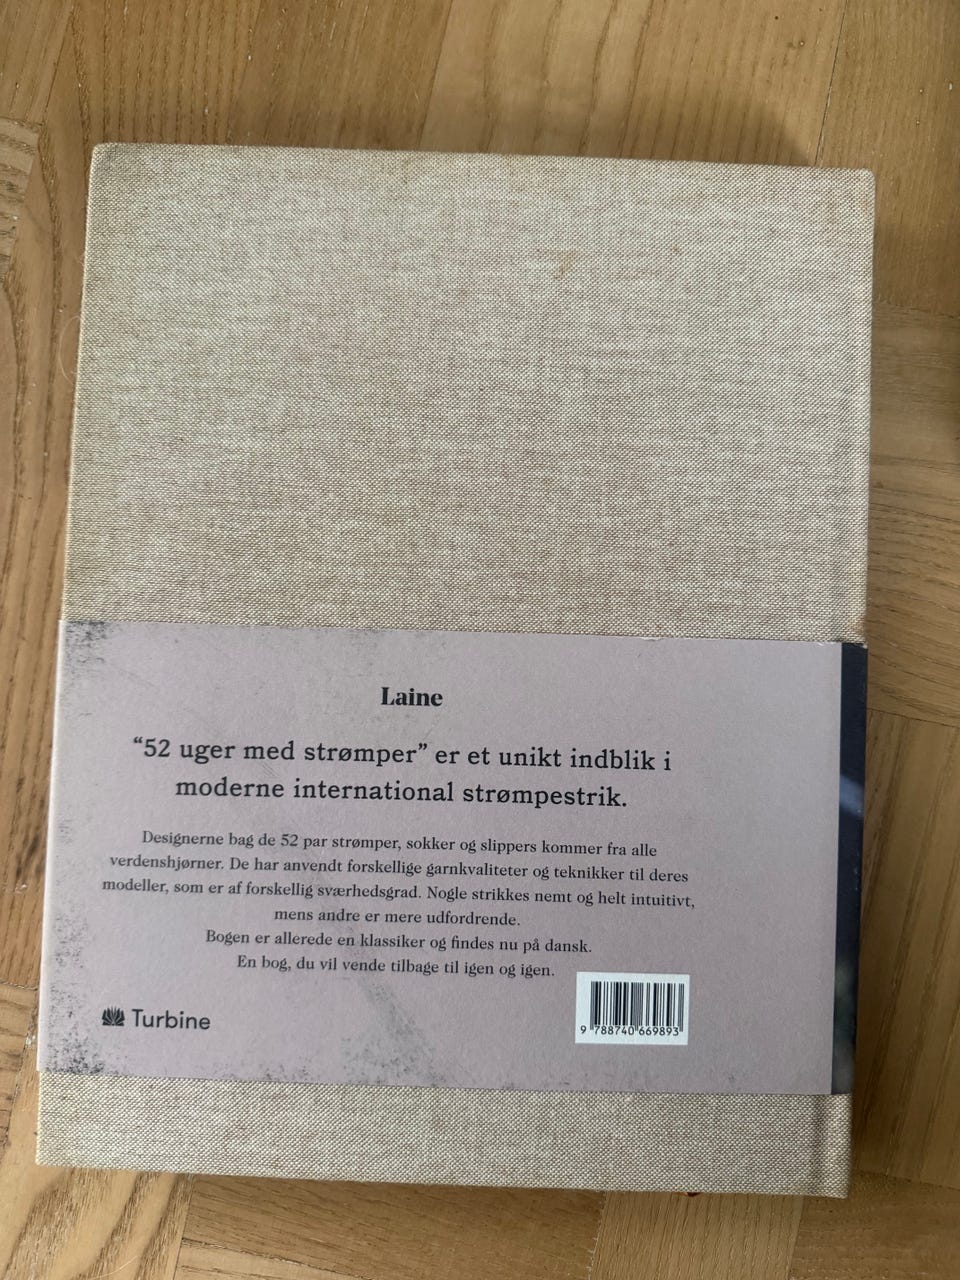 Laine
“52 uger med strømper” er et unikt indblik i
moderne international strømpestrik.
Designerne bag de 52 par strømper, sokker og slippers kommer fra alle
verdenshjørner. De har anvendt forskellige garnkvaliteter og teknikker til deres
modeller, som er af forskellig sværhedsgrad. Nogle strikkes nemt og helt intuitivt,
mens andre er mere udfordrende.
Bogen er allerede en klassiker og findes nu på dansk.
En bog, du vil vende tilbage til igen og igen.
Turbine
9 788740 669893